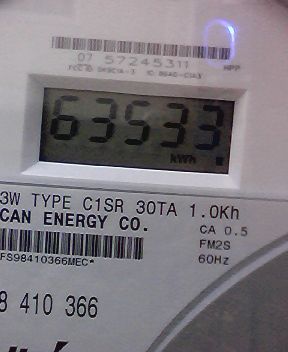 07 57245311
HPP
63533
kWh
3W TYPE C1SR 30TA 1.0Kh
CAN ENERGY CO.
CA 0.5
FM2S
60Hz
FS98410366MEC*
8 410 366